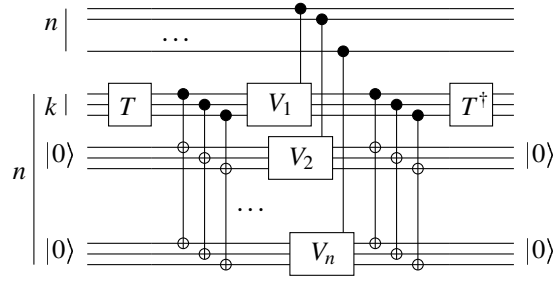 n
...
k T V₁ T†
|0⟩ V₂ |0⟩
n
...
|0⟩ Vₙ |0⟩